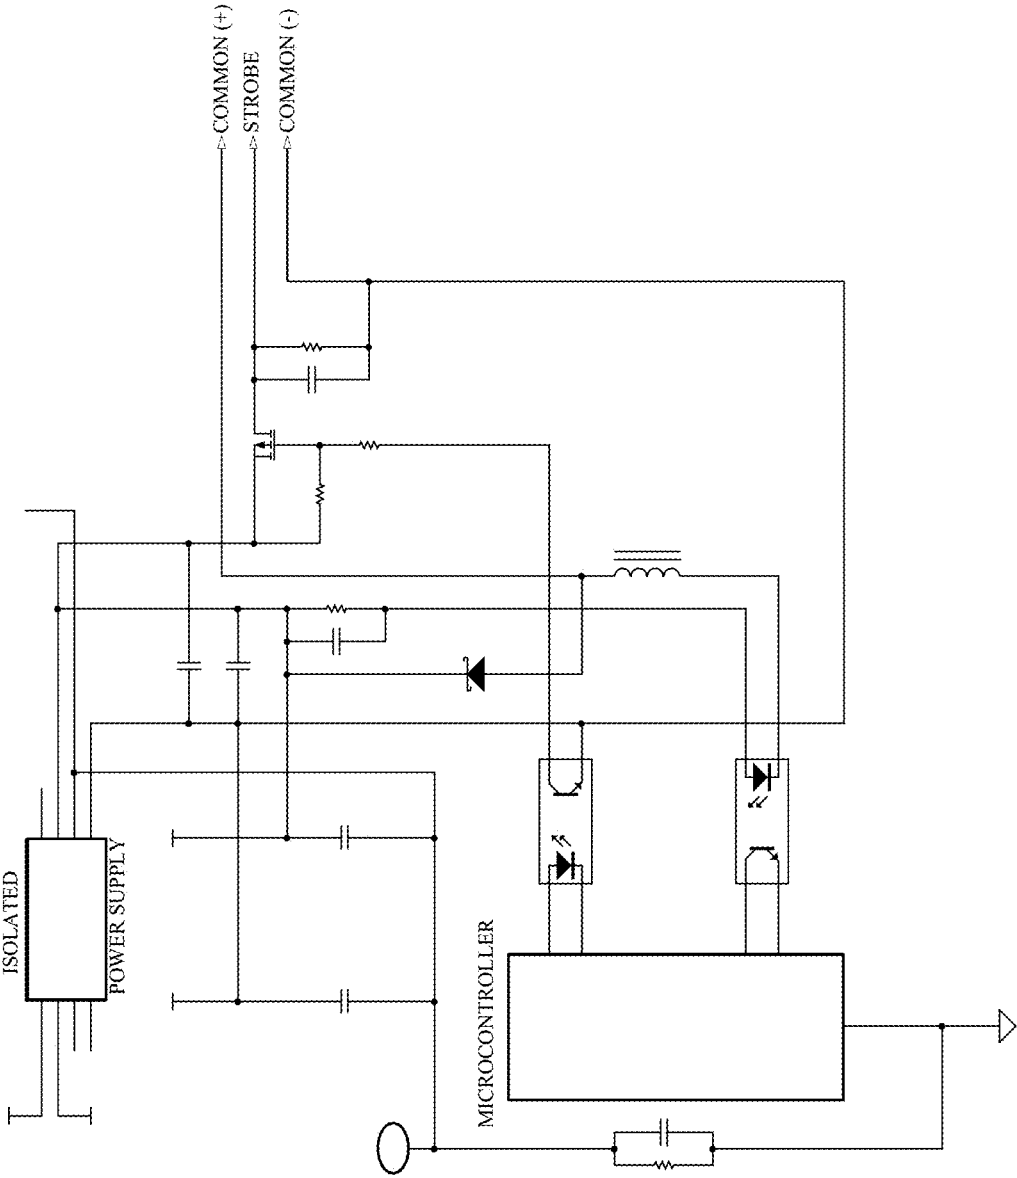 COMMON (+)
STROBE
COMMON (-)
ISOLATED
POWER SUPPLY
MICROCONTROLLER